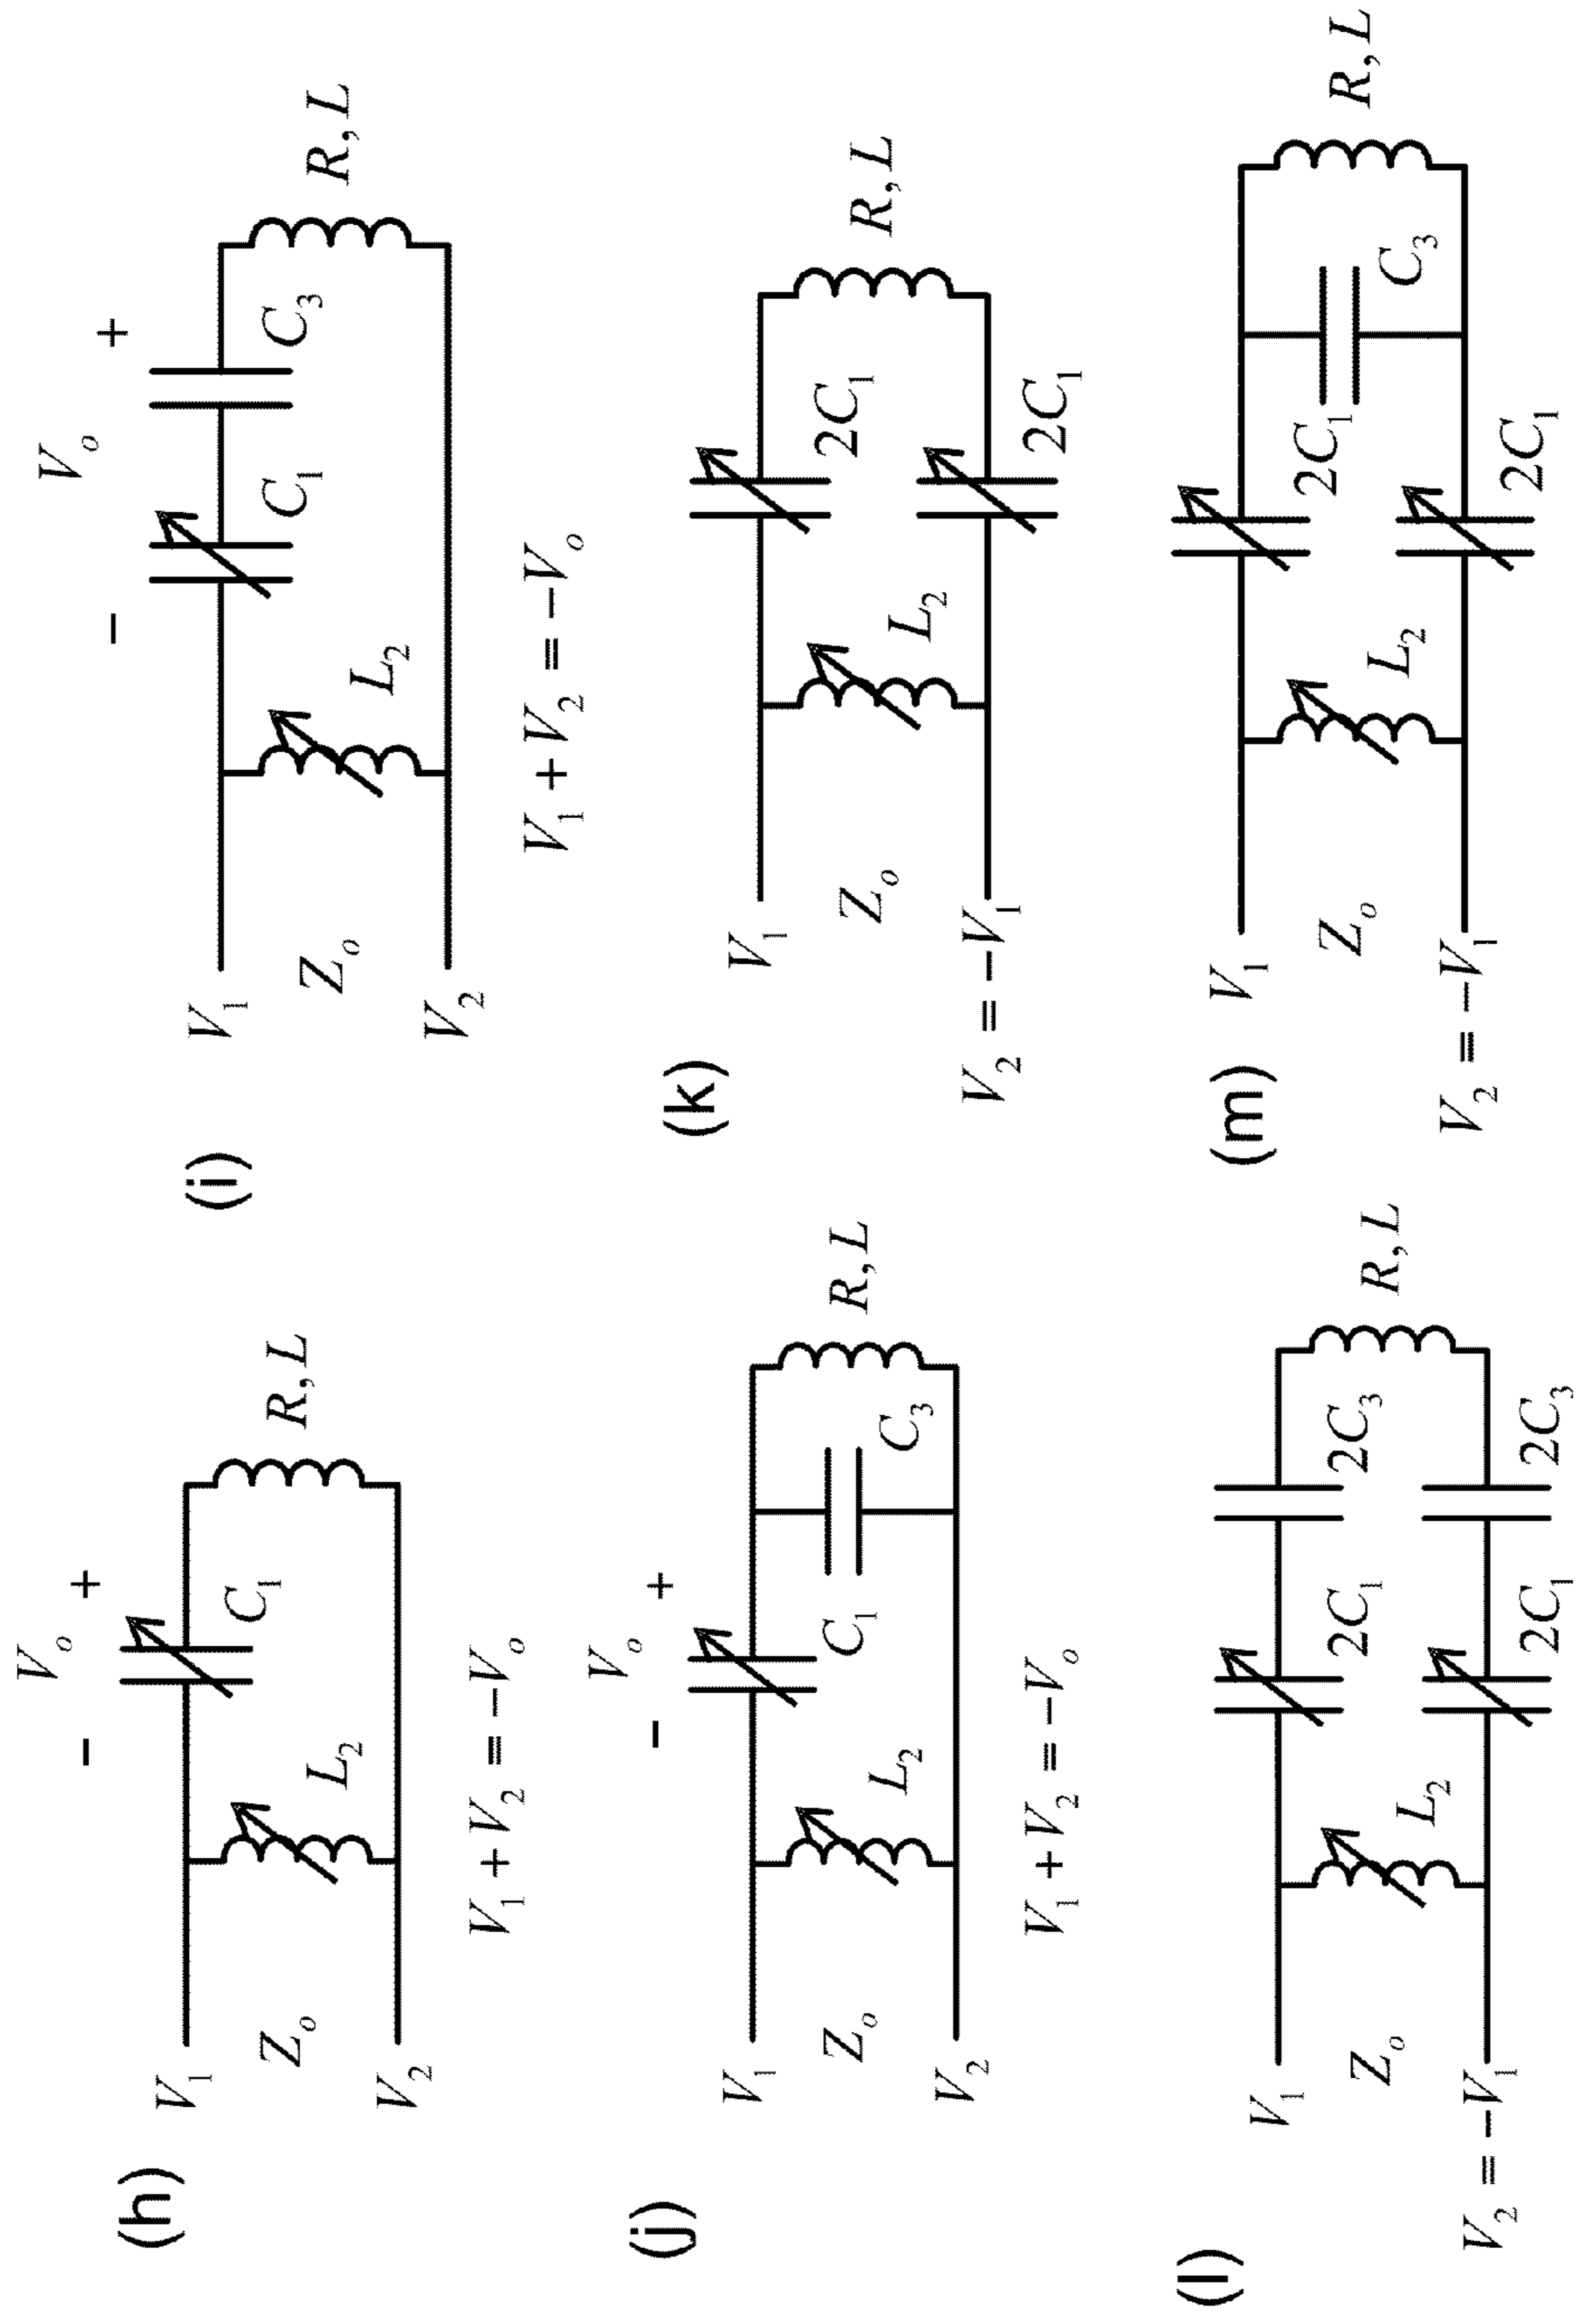 (h)
V₀
− +
V₁
C₁
L₂
Zₒ
R, L
V₂
V₁ + V₂ = −Vₒ
(i)
Vₒ
− +
V₁
C₁
C₃
L₂
Zₒ
R, L
V₂
V₁ + V₂ = −Vₒ
(j)
Vₒ
− +
V₁
C₁
C₃
L₂
Zₒ
R, L
V₂
V₁ + V₂ = −Vₒ
(k)
V₁
2C₁
L₂
Zₒ
R, L
V₂ = −V₁
2C₁
(l)
V₁
2C₁
2C₃
L₂
Zₒ
R, L
V₂ = −V₁
2C₁
2C₃
(m)
V₁
2C₁
C₃
L₂
Zₒ
R, L
V₂ = −V₁
2C₁